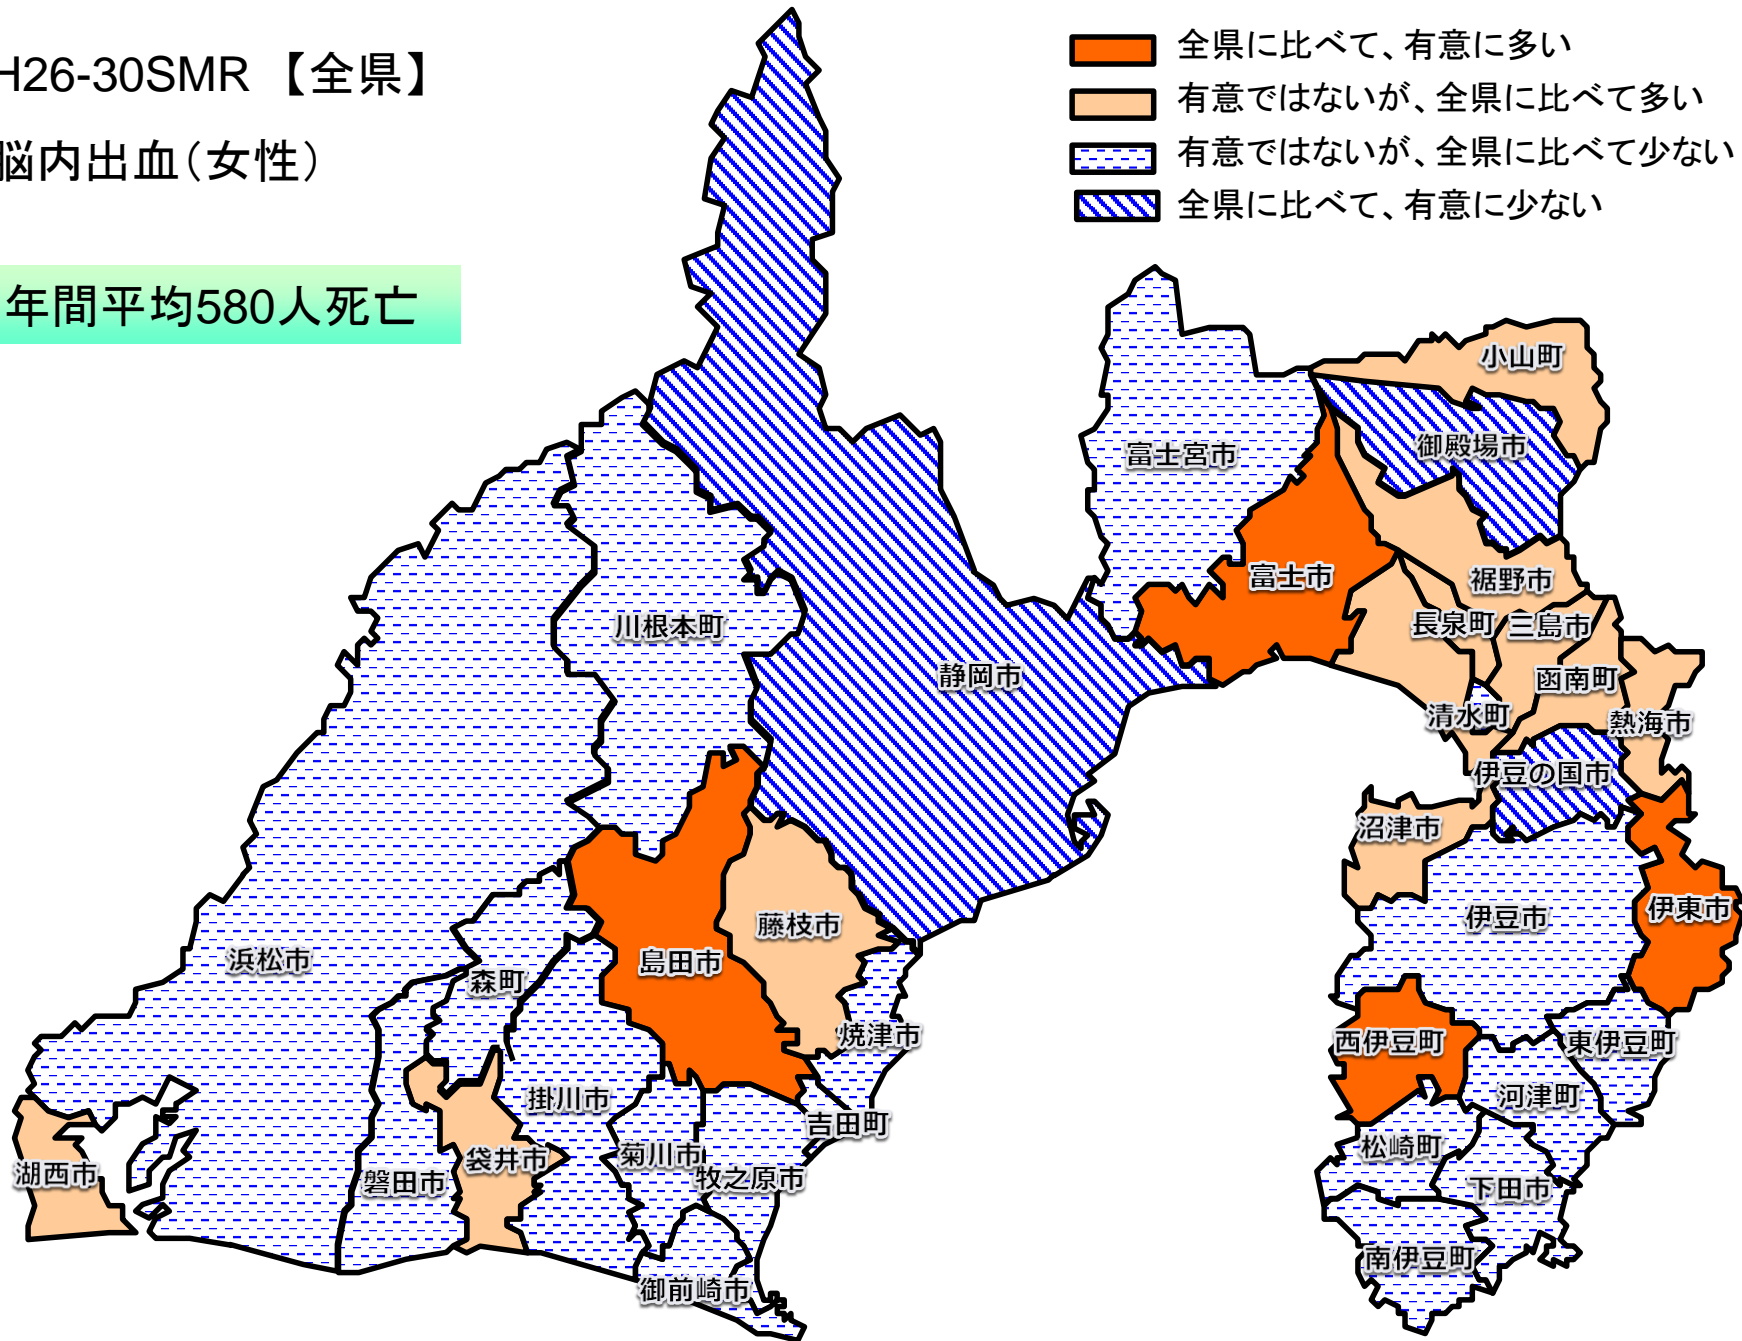 H26-30SMR 【全県】
脳内出血（女性）
年間平均580人死亡
全県に比べて、有意に多い
有意ではないが、全県に比べて多い
有意ではないが、全県に比べて少ない
全県に比べて、有意に少ない
小山町
御殿場市
富士宮市
富士市
裾野市
長泉町
三島市
川根本町
静岡市
函南町
清水町
熱海市
伊豆の国市
沼津市
伊豆市
伊東市
藤枝市
島田市
浜松市
森町
焼津市
西伊豆町
東伊豆町
河津町
掛川市
吉田町
松崎町
菊川市
牧之原市
袋井市
磐田市
湖西市
下田市
南伊豆町
御前崎市